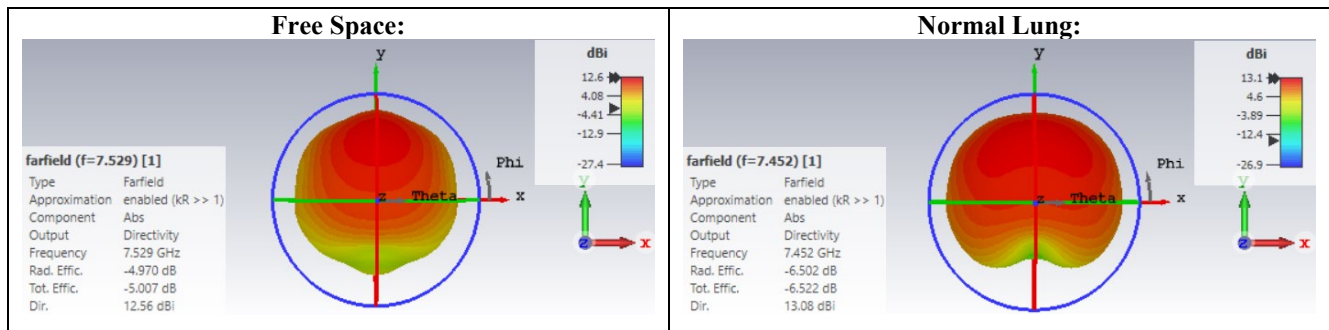 Free Space:
y
dBi
12.6
4.08
-4.41
-12.9
-27.4
farfield (f=7.529) [1]
Type Farfield
Approximation enabled (kR >> 1)
Component Abs
Output Directivity
Frequency 7.529 GHz
Rad. Effic. -4.970 dB
Tot. Effic. -5.007 dB
Dir. 12.56 dBi
Phi
z Theta x
y
z x
Normal Lung:
y
dBi
13.1
4.6
-3.89
-12.4
-26.9
farfield (f=7.452) [1]
Type Farfield
Approximation enabled (kR >> 1)
Component Abs
Output Directivity
Frequency 7.452 GHz
Rad. Effic. -6.502 dB
Tot. Effic. -6.522 dB
Dir. 13.08 dBi
Phi
z Theta x
y
z x